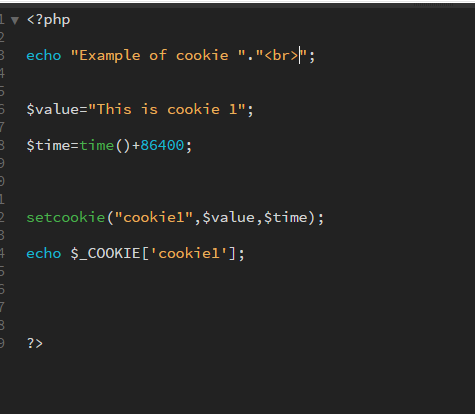 1 <?php
2
3 echo "Example of cookie "."<br>";
4
5
6 $value="This is cookie 1";
7
8 $time=time()+86400;
9
0
1
2 setcookie("cookie1",$value,$time);
3
4 echo $_COOKIE['cookie1'];
5
6
7
8
9 ?>